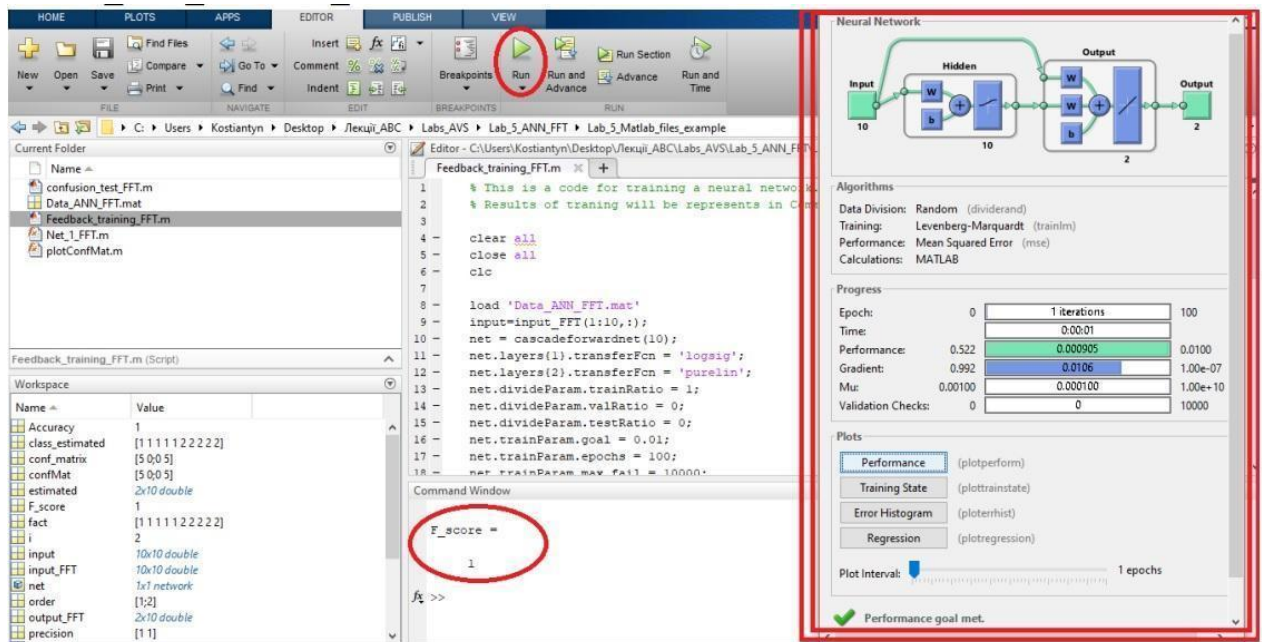 HOME PLOTS APPS EDITOR PUBLISH VIEW
New Open Save
Find Files
Compare
Print
Go To
Find
Insert fx
Comment
Indent
Breakpoints
Run
Run and Advance
Run Section
Advance
Run and Time
FILE NAVIGATE EDIT BREAKPOINTS RUN
C: Users Kostiantyn Desktop Лекції_АВС Labs_AVS Lab_5_ANN_FFT Lab_5_Matlab_files_example
Current Folder
Name
confusion_test_FFT.m
Data_ANN_FFT.mat
Feedback_training_FFT.m
Net_1_FFT.m
plotConfMat.m
Feedback_training_FFT.m (Script)
Workspace
Name Value
Accuracy 1
class_estimated [1 1 1 1 1 2 2 2 2 2]
conf_matrix [5 0;0 5]
confMat [5 0;0 5]
estimated 2x10 double
F_score 1
fact [1 1 1 1 1 2 2 2 2 2]
i 2
input 10x10 double
input_FFT 10x10 double
net 1x1 network
order [1;2]
output_FFT 2x10 double
precision [1 1]
Editor - C:\Users\Kostiantyn\Desktop\Лекції_АВС\Labs_AVS\Lab_5_ANN_FFT\
Feedback_training_FFT.m
1 % This is a code for training a neural network
2 % Results of traning will be represents in Com
3
4 - clear all
5 - close all
6 - clc
7
8 - load 'Data_ANN_FFT.mat'
9 - input=input_FFT(1:10,:);
10 - net = cascadeforwardnet(10);
11 - net.layers{1}.transferFcn = 'logsig';
12 - net.layers{2}.transferFcn = 'purelin';
13 - net.divideParam.trainRatio = 1;
14 - net.divideParam.valRatio = 0;
15 - net.divideParam.testRatio = 0;
16 - net.trainParam.goal = 0.01;
17 - net.trainParam.epochs = 100;
18 - net.trainParam.max_fail = 10000;
Command Window
F_score =
1
fx >>
Neural Network
Input
10
Hidden
W
b
10
Output
W
W
b
2
Output
2
Algorithms
Data Division: Random (dividerand)
Training: Levenberg-Marquardt (trainlm)
Performance: Mean Squared Error (mse)
Calculations: MATLAB
Progress
Epoch: 0 1 iterations 100
Time: 0:00:01
Performance: 0.522 0.000905 0.0100
Gradient: 0.992 0.0106 1.00e-07
Mu: 0.00100 0.000100 1.00e+10
Validation Checks: 0 0 10000
Plots
Performance (plotperform)
Training State (plottrainstate)
Error Histogram (ploterrhist)
Regression (plotregression)
Plot Interval: 1 epochs
Performance goal met.